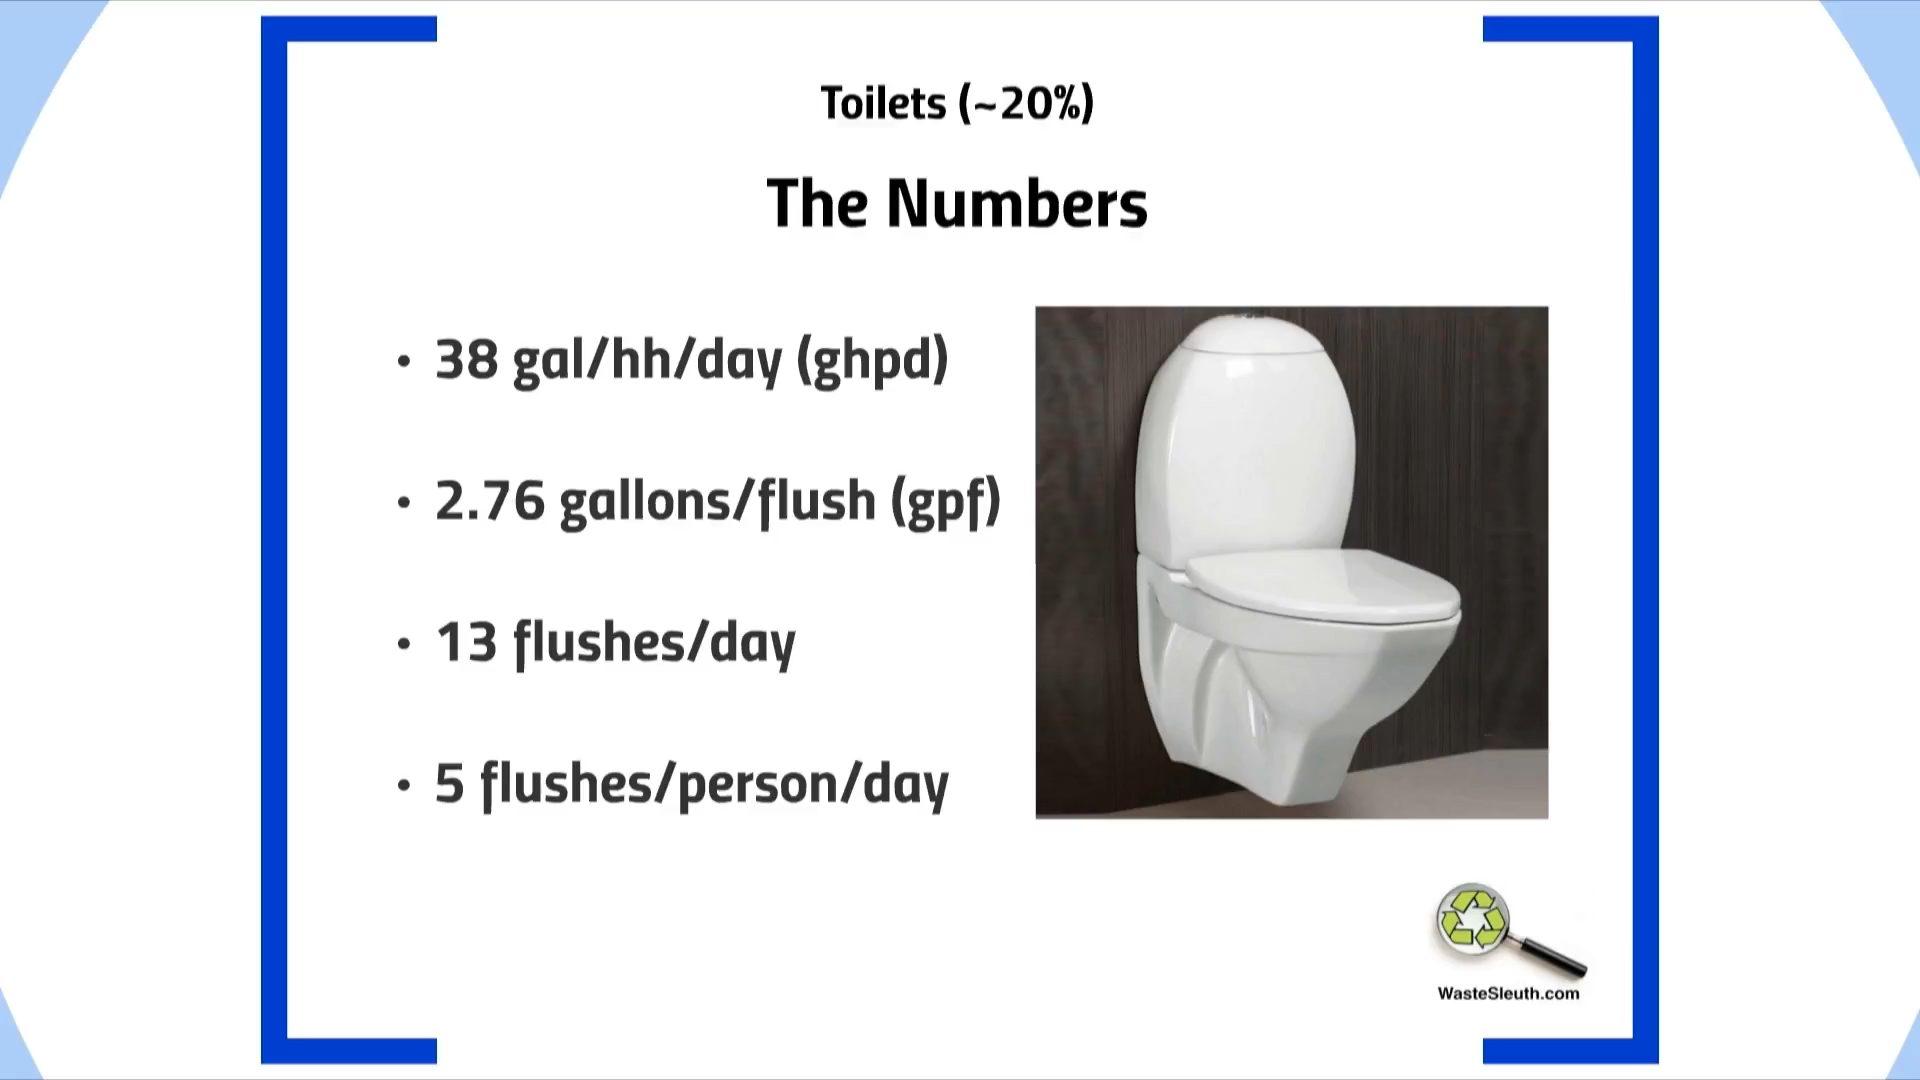 Toilets (~20%)
The Numbers
• 38 gal/hh/day (ghpd)
• 2.76 gallons/flush (gpf)
• 13 flushes/day
• 5 flushes/person/day
WasteSleuth.com